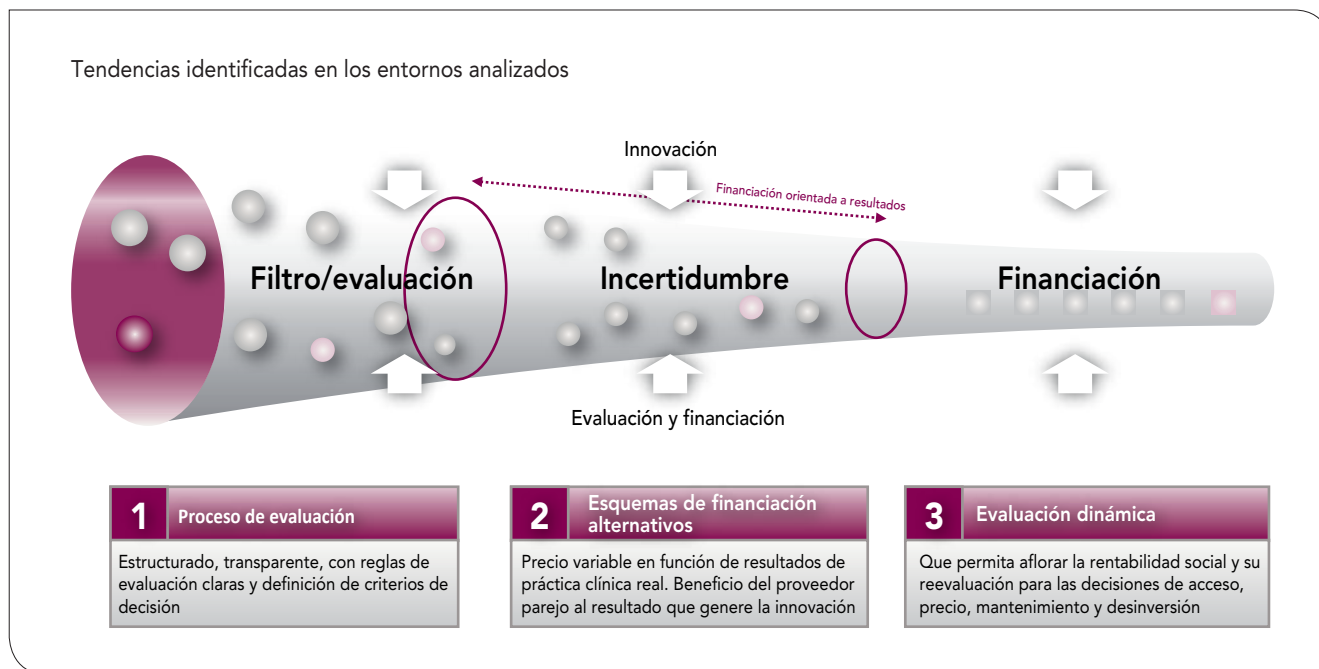 Tendencias identificadas en los entornos analizados
Innovación
Financiación orientada a resultados
Filtro/evaluación
Incertidumbre
Financiación
Evaluación y financiación
1
Proceso de evaluación
Estructurado, transparente, con reglas de
evaluación claras y definición de criterios de
decisión
2
Esquemas de financiación
alternativos
Precio variable en función de resultados de
práctica clínica real. Beneficio del proveedor
parejo al resultado que genere la innovación
3
Evaluación dinámica
Que permita aflorar la rentabilidad social y su
reevaluación para las decisiones de acceso,
precio, mantenimiento y desinversión